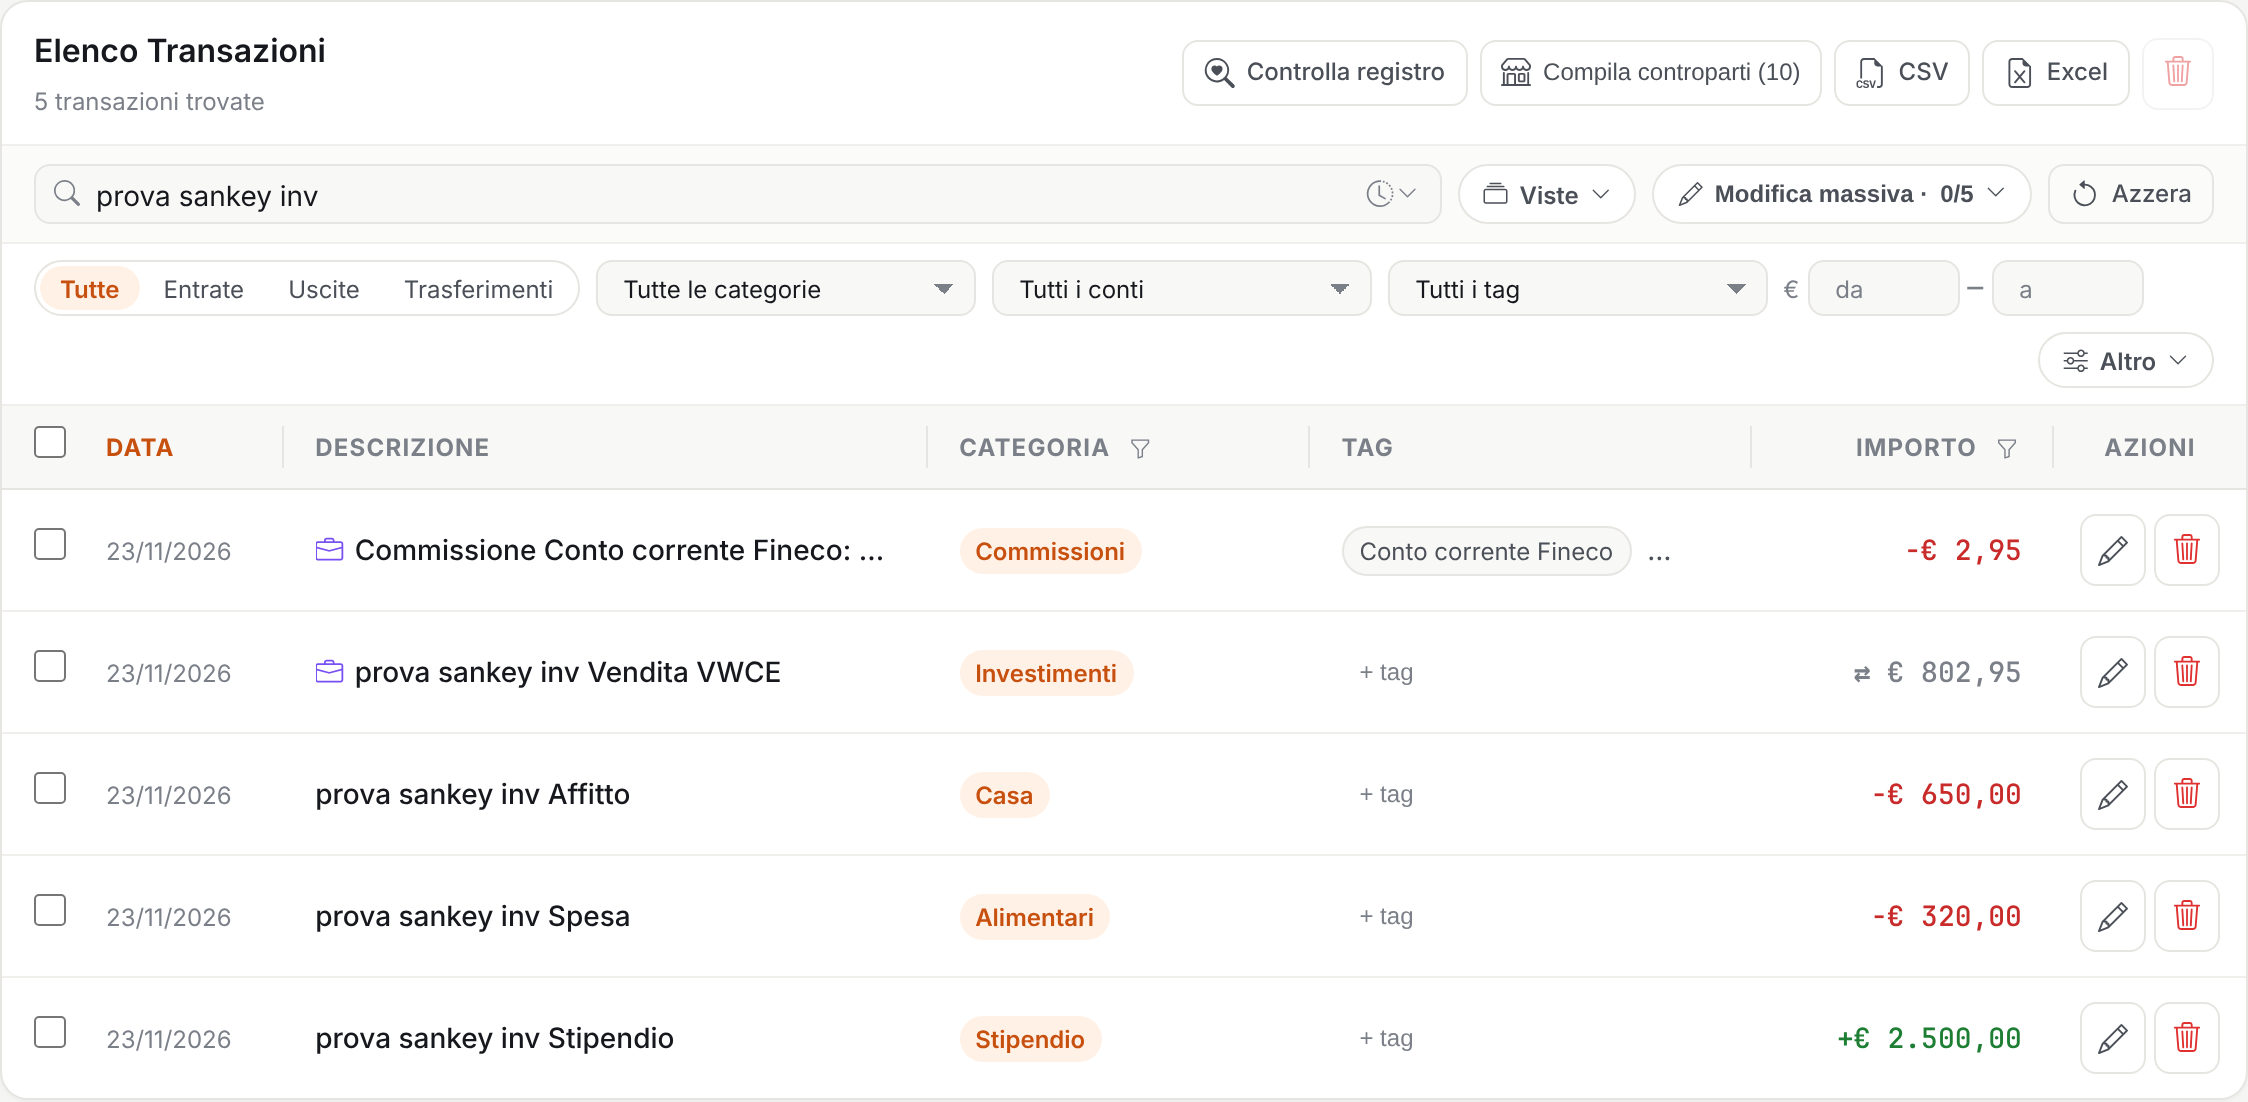 Elenco Transazioni
5 transazioni trovate
Controlla registro
Compila controparti (10)
CSV
Excel
prova sankey inv
Viste
Modifica massiva · 0/5
Azzera
Tutte
Entrate
Uscite
Trasferimenti
Tutte le categorie
Tutti i conti
Tutti i tag
€ da – a
Altro
DATA DESCRIZIONE CATEGORIA TAG IMPORTO AZIONI
23/11/2026 Commissione Conto corrente Fineco: ... Commissioni Conto corrente Fineco ... -€ 2,95
23/11/2026 prova sankey inv Vendita VWCE Investimenti + tag ⇄ € 802,95
23/11/2026 prova sankey inv Affitto Casa + tag -€ 650,00
23/11/2026 prova sankey inv Spesa Alimentari + tag -€ 320,00
23/11/2026 prova sankey inv Stipendio Stipendio + tag +€ 2.500,00